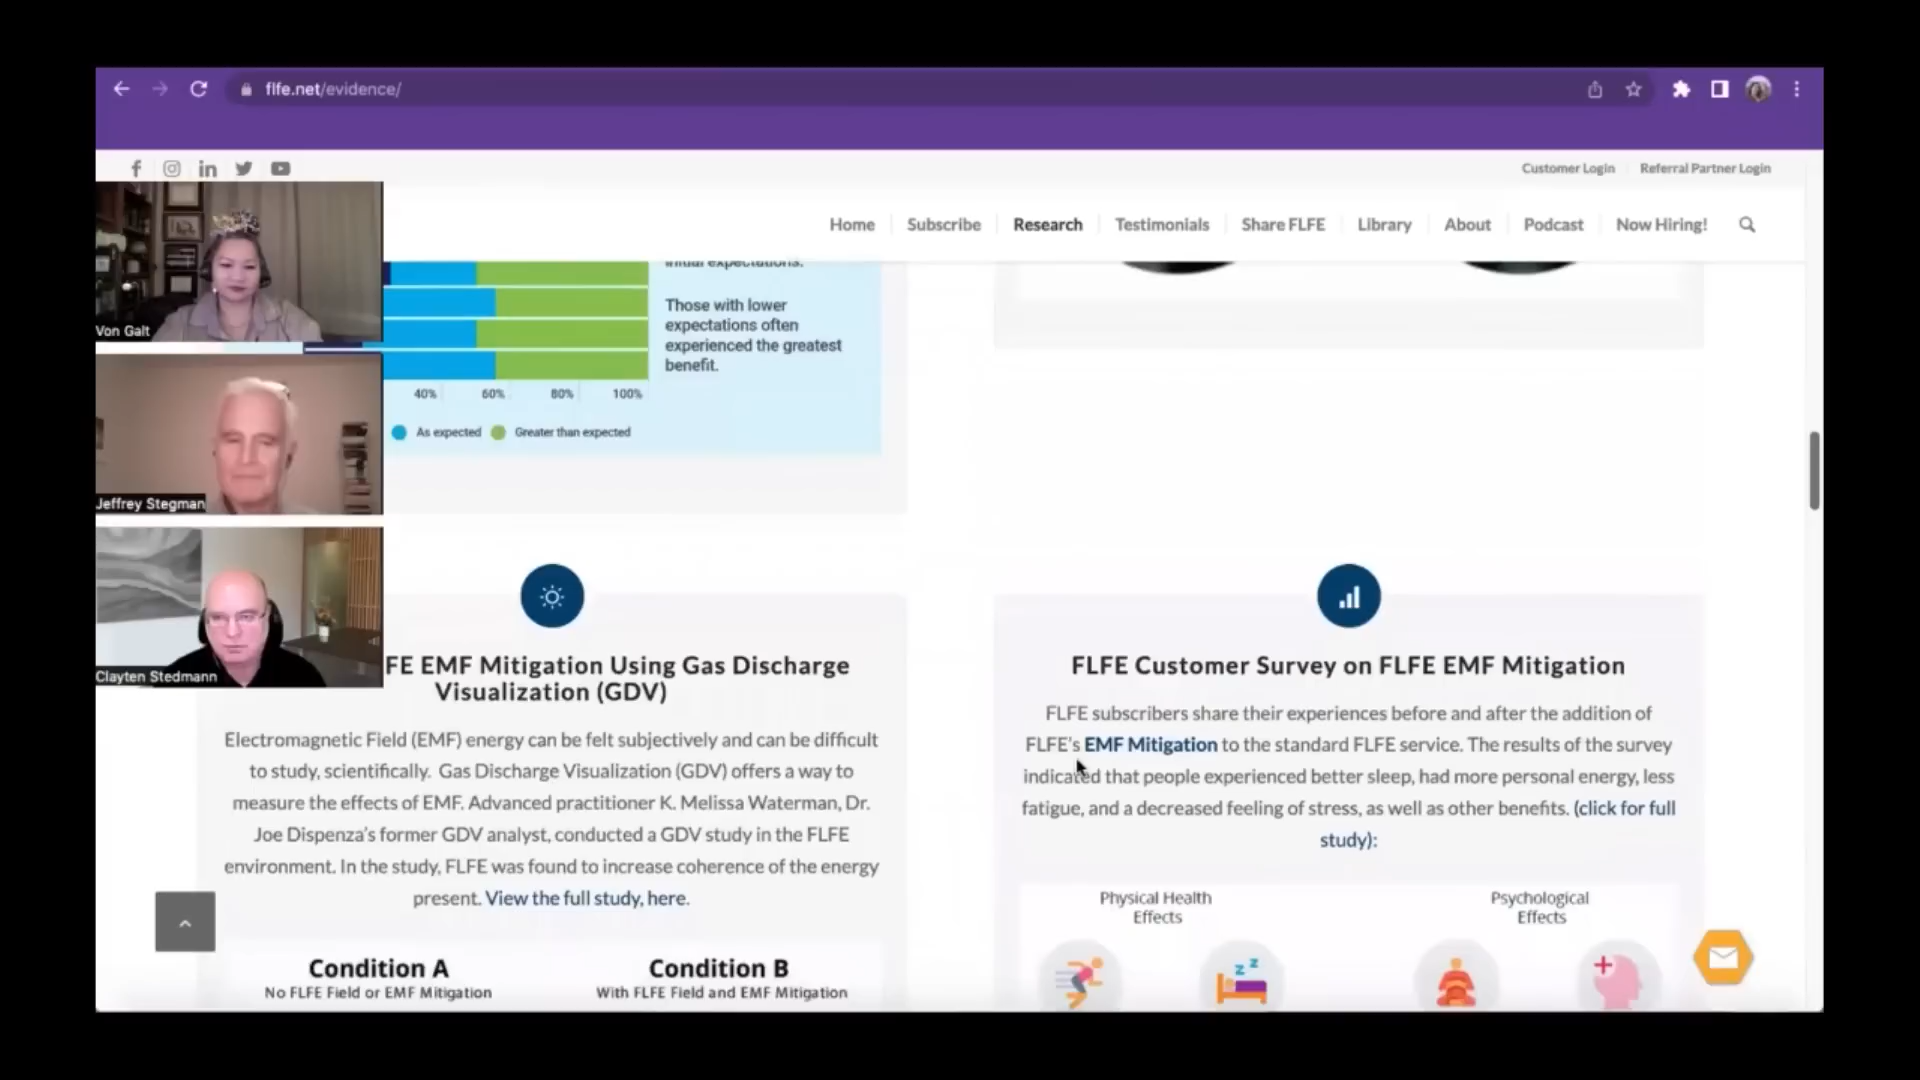 flfe.net/evidence/
Customer Login
Referral Partner Login
Home
Subscribe
Research
Testimonials
Share FLFE
Library
About
Podcast
Now Hiring!
Von Galt
Jeffrey Stegman
Clayten Stedmann
initial expectations.
Those with lower
expectations often
experienced the greatest
benefit.
40%
60%
80%
100%
As expected
Greater than expected
FE EMF Mitigation Using Gas Discharge
Visualization (GDV)
Electromagnetic Field (EMF) energy can be felt subjectively and can be difficult
to study, scientifically. Gas Discharge Visualization (GDV) offers a way to
measure the effects of EMF. Advanced practitioner K. Melissa Waterman, Dr.
Joe Dispenza's former GDV analyst, conducted a GDV study in the FLFE
environment. In the study, FLFE was found to increase coherence of the energy
present. View the full study, here.
Condition A
No FLFE Field or EMF Mitigation
Condition B
With FLFE Field and EMF Mitigation
FLFE Customer Survey on FLFE EMF Mitigation
FLFE subscribers share their experiences before and after the addition of
FLFE's EMF Mitigation to the standard FLFE service. The results of the survey
indicated that people experienced better sleep, had more personal energy, less
fatigue, and a decreased feeling of stress, as well as other benefits. (click for full
study):
Physical Health
Effects
Psychological
Effects
z z